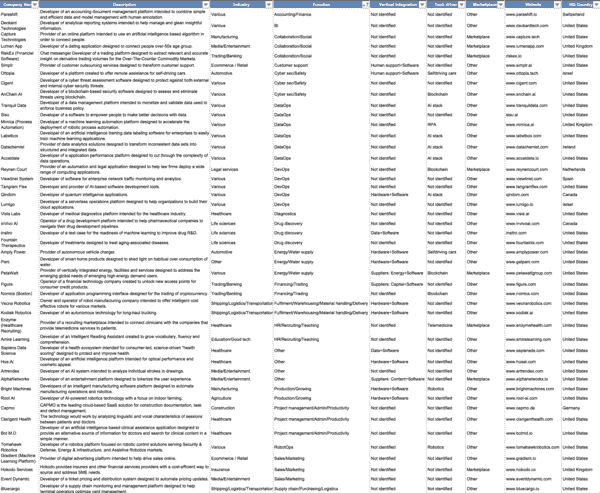 Company Name Description Industry Function Vertical Integration Tech driver Marketplace Website HQ Country
Parashift Developer of an autonomous accounting document platform intended to combine simple and efficient data and model management with human annotation. Various Accounting/Finance Not identified Not identified Other www.parashift.io Switzerland
Deckard Technologies Developer of analytical reporting systems intended to help manage and glean insightful information. Various BI Not identified Not identified Other www.deckardtech.com United States
Capture Technologies Provider of an online platform intended to use an artificial intelligence-based algorithm in order to connect people. Manufacturing Collaboration/Social Not identified Not identified Marketplace www.capture.tech United States
Lumen App Developer of a dating application designed to connect people over-50s age group. Media/Entertainment Collaboration/Social Not identified Not identified Marketplace www.lumenapp.com United Kingdom
(Financial Software) Chat messenger Developer of a trading platform designed to extract relevant and accurate insight on derivative trading volumes for the Over-The-Counter Commodity Markets. Trading/Banking Collaboration/Social Not identified Not identified Marketplace United States
Simplr Provider of customer outsourcing services designed to transform customer support. Ecommerce / Retail Customer support Human support+Software Not identified Other www.simplr.ai United States
Ottopia Developer of a platform created to offer remote assistance for self-driving cars. Automotive Cyber sec/Safety Human support+Software Self/driving cars Other www.ottopia.tech Israel
Cigent Developer of a cyber threat assessment software designed to protect against both external and internal cyber security threats. Various Cyber sec/Safety Not identified Not identified Other www.cigent.com United States
AnChain.ai Developer of a blockchain-based security software designed to assess and eliminate threats using blockchain. Various Cyber sec/Safety Not identified Blockchain Other www.anchain.ai United States
Tranquil Data Developer of a data management platform intended to monetize and validate data used to enforce business policy. Various DataOps Not identified AI stack Other www.tranquildata.com United States
Sisu Developer of a software to empower people to make better decisions with data Various DataOps Not identified Not identified Other United States
Mimica (Process Automation) Developer of a machine learning automation platform designed to accelerate the deployment of robotic process automation. Various DataOps Not identified RPA Other www.mimica.ai United Kingdom
Labelbox Developer of an artificial intelligence training data labeling software for enterprises to easily train machine learning applications. Various DataOps Not identified AI stack Other www.labelbox.com United States
Datachemist Provider of data analytics solutions designed to transform inconsistent data sets into structured and integrated data. Various DataOps Not identified AI stack Other www.datachemist.com Ireland
Acceldata Developer of a application performance platform designed to cut through the complexity of data operations. Various DataOps Not identified AI stack Other www.acceldata.io United States
Reynen Court Provider of an automation and legal application designed to help law firms deploy a wide range of computing applications. Legal services DevOps Not identified Blockchain Marketplace www.reynencourt.com Netherlands
Viewtinet System Developer of software for enterprise network traffic monitoring and analytics Various DevOps Not identified Not identified Other www.viewtinet.com Spain
Tangram Flex Developer and provider of AI-based software development tools. Various DevOps Not identified Not identified Other www.tangramflex.com United States
Qindom Developer of quantum intelligence applications. Various DevOps Hardware+Software AI stack Other www.qindom.com Canada
Lumigo Developer of a serverless operations platform designed to help organizations to build their cloud applications. Various DevOps Not identified Not identified Other www.lumigo.io Israel
Vista Labs Developer of medical diagnostics platform intended for the healthcare industry. Healthcare Diagnostics Not identified Not identified Other www.vista.ai United States
InVivo AI Operator of a drug development platform intended to help pharmaceutical companies to navigate their drug development pipelines. Life sciences Drug discovery Not identified Not identified Other www.invivoai.com Canada
Insitro Developer of a test case for the readiness of machine learning to improve drug R&D. Life sciences Drug discovery Data+Software Not identified Other www.insitro.com United States
Fountain Therapeutics Developer of treatments designed to treat aging-associated diseases. Life sciences Drug discovery Not identified Not identified Other www.fountaintx.com United States
Amply Power Provider of autonomous vehicle charger. Automotive Energy/Water supply Hardware+Software Self/driving cars Other www.amplypower.com United States
Developer of smart home products designed to shed light on habitual over consumption of water. Other Energy/Water supply Hardware+Software Not identified Other United States
PetaWatt Provider of vertically integrated energy, facilities and services designed to address the emerging global needs of emerging high energy demand users. Various Energy/Water supply Suppliers: Energy+Software Blockchain Marketplace www.petawattgroup.com United States
Figure Operator of a financial technology company created to unlock new access points for consumer credit products. Trading/Banking Financing/Trading Not identified Blockchain Marketplace www.figure.com United States
Nomics (Boston) Developer of application programming interface designed for the trading of cryptocurrency. Trading/Banking Financing/Trading Not identified Blockchain Marketplace www.nomics.com United States
Vecna Robotics Owner and operator of robot manufacturing company intended to offer intelligent cost-effective robots for various markets. Shipping/Logistics/Transportation Fulfilment/Warehousing/Material handling/Delivery Hardware+Software Not identified Other www.vecnarobotics.com United States
Kodiak Robotics Developer of an autonomous technology for long-haul trucking. Shipping/Logistics/Transportation Fulfilment/Warehousing/Material handling/Delivery Not identified Self/driving cars Other www.kodiak.ai United States
Enzyme (Healthcare Recruiting) Provider of a recruiting marketplace intended to connect clinicians with the companies that provide telemedicine services to patients. Healthcare HR/Recruiting/Teaching Not identified Telemedicine Marketplace www.enzymehealth.com United States
Amira Learning Developer of an Intelligent Reading Assistant created to grow vocabulary, fluency and comprehension. Education/Good tech HR/Recruiting/Teaching Not identified Not identified Other www.amiralearning.com United States
Sapiens Data Science Developer of a health ecosystem intended for consumer-led, science-driven "health scoring" designed to protect and improve health. Healthcare Other Data+Software Not identified Other www.sapiensds.com United States
Hue.Ai Developer of an artificial intelligence platform intended for optical performance and cosmetic appeal. Healthcare Other Hardware+Software Not identified Other www.hueai.com United States
Artrendex Developer of an AI system intended to analyze individual strokes in drawings. Media/Entertainment Other Not identified Not identified Other www.artrendex.com United States
AlphaNetworks Developer of an entertainment platform designed to tokenize the user experience. Media/Entertainment Other Suppliers: Content+Software AI stack Marketplace www.alphanetworks.io United States
Bright Machines Developer of an intelligent manufacturing software platform designed to automate manufacturing operations and robotics. Manufacturing Production/Growing Hardware+Software Robotics Other www.brightmachines.com United States
Root AI Developer of AI-powered robotics technology with a focus on indoor farming. Agriculture Production/Growing Hardware+Software Not identified Other www.root-ai.com United States
Capmo CAPMO is the leading cloud-based SaaS solution for construction documentation, task and defect management. Construction Project management/Admin/Productivity Not identified Not identified Other www.capmo.de Germany
Clarigent Health The technology would work by analyzing linguistic and vocal characteristics of sessions between patients and doctors. Healthcare Project management/Admin/Productivity Not identified Not identified Other www.clarigenthealth.com United States
Bot M.D Developer of an artificial intelligence based clinical assistance application designed to provide an alternative source of information for doctors and search for clinical content in a simple manner. Healthcare Project management/Admin/Productivity Not identified Not identified Other www.botmd.io United States
Tomahawk Robotics Developer of a robotics platform focused on robotic control solutions serving Security & Defense, Energy & Infrastructure, and Assistive Robotics markets. Various RobotOps Not identified Robotics Other www.tomahawkrobotics.com United States
Gradient (Machine Learning Platform) Provider of digital advertising platform intended to help drive sales online. Ecommerce / Retail Sales/Marketing Not identified Not identified Other www.gradient.io United States
Hokodo Services Hokodo provides insurers and other financial services providers with a cost-efficient way to source and address SME needs. Insurance Sales/Marketing Not identified Not identified Marketplace www.hokodo.co United Kingdom
Event Dynamic Developer of a ticket pricing and distribution system designed to automate pricing updates. Media/Entertainment Sales/Marketing Not identified Not identified Other www.eventdynamic.com United States
Bluecargo Developer of a supply chain monitoring and management platform designed to help terminal operators optimize yard management. Shipping/Logistics/Transportation Supply chain/Purchasing/Logistics Not identified Not identified Other www.bluecargo.io United States